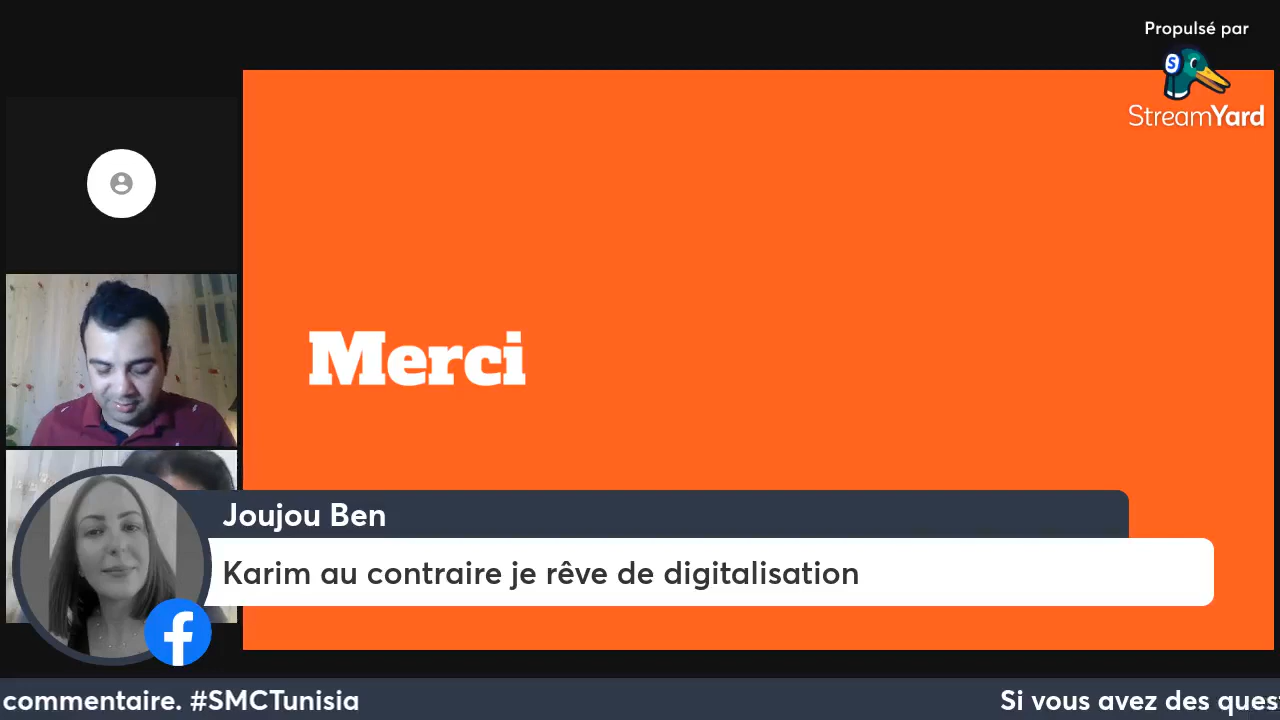 Propulsé par
StreamYard
Merci
Joujou Ben
Karim au contraire je rêve de digitalisation
commentaire. #SMCTunisia
Si vous avez des